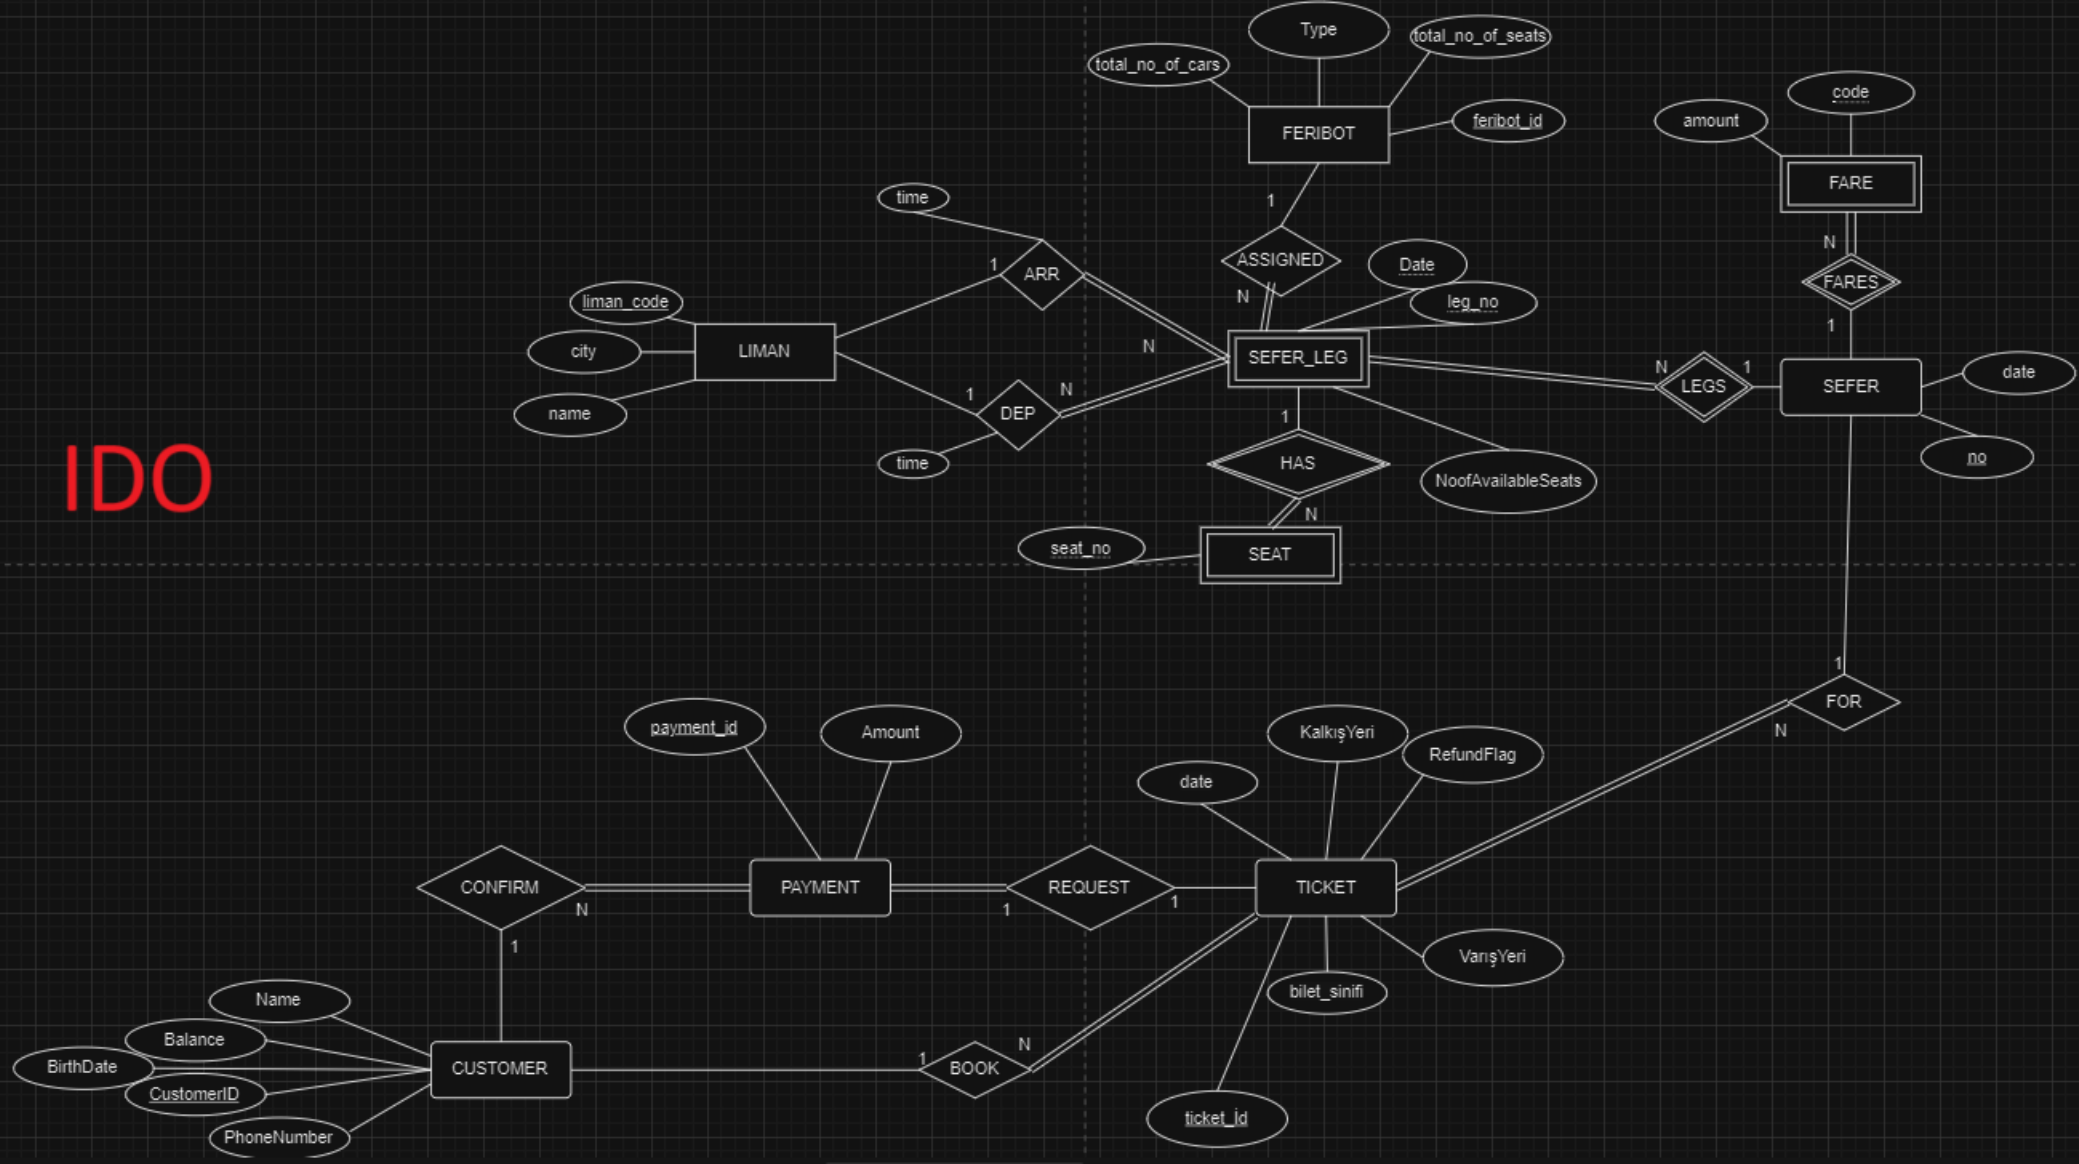 Type
total_no_of_seats
total_no_of_cars
code
amount
feribot_id
FERIBOT
FARE
time
1
N
ASSIGNED
Date
1
ARR
FARES
liman_code
N
leg_no
1
city
LIMAN
N
SEFER_LEG
N
LEGS
1
SEFER
date
name
1
DEP
N
1
time
HAS
NoofAvailableSeats
no
IDO
N
seat_no
SEAT
1
FOR
N
payment_id
Amount
KalkışYeri
RefundFlag
date
CONFIRM
PAYMENT
REQUEST
TICKET
N
1
1
1
VarışYeri
bilet_sinifi
Name
Balance
BirthDate
CustomerID
PhoneNumber
CUSTOMER
1
BOOK
N
ticket_İd